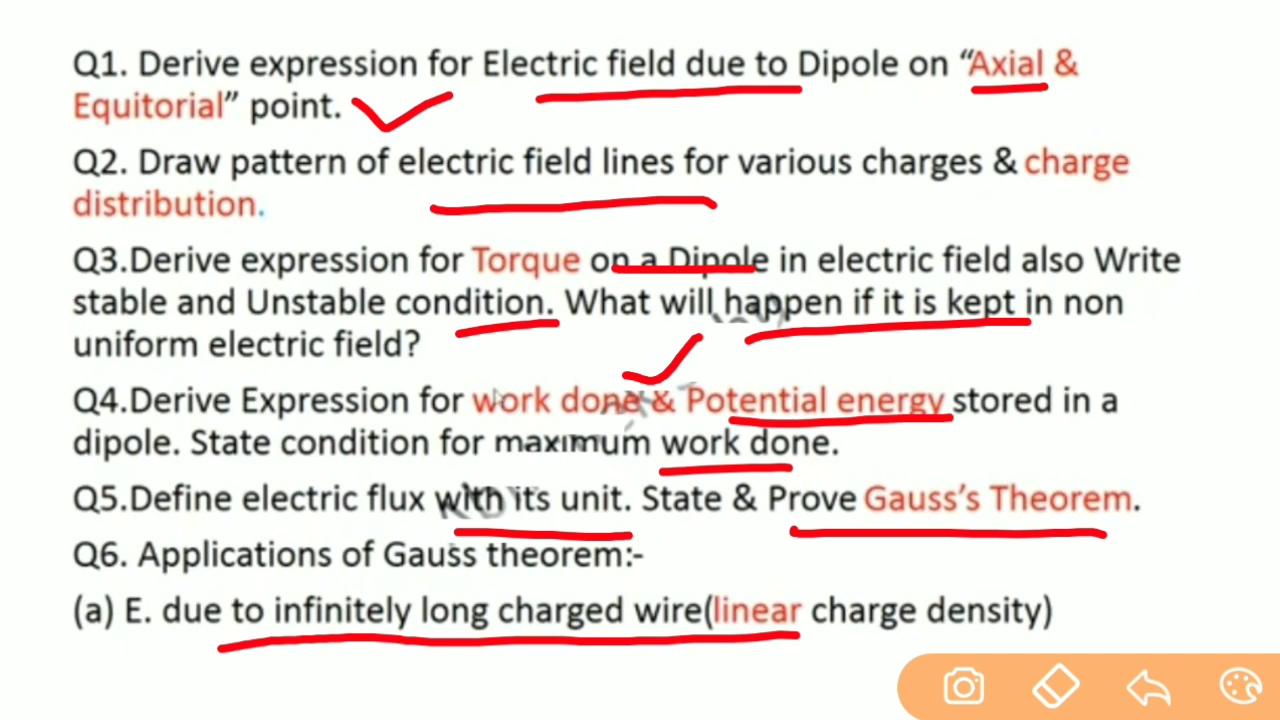 Q1. Derive expression for Electric field due to Dipole on “Axial &
Equitorial” point.
Q2. Draw pattern of electric field lines for various charges & charge
distribution.
Q3.Derive expression for Torque on a Dipole in electric field also Write
stable and Unstable condition. What will happen if it is kept in non
uniform electric field?
Q4.Derive Expression for work done & Potential energy stored in a
dipole. State condition for maximum work done.
Q5.Define electric flux with its unit. State & Prove Gauss’s Theorem.
Q6. Applications of Gauss theorem:-
(a) E. due to infinitely long charged wire(linear charge density)